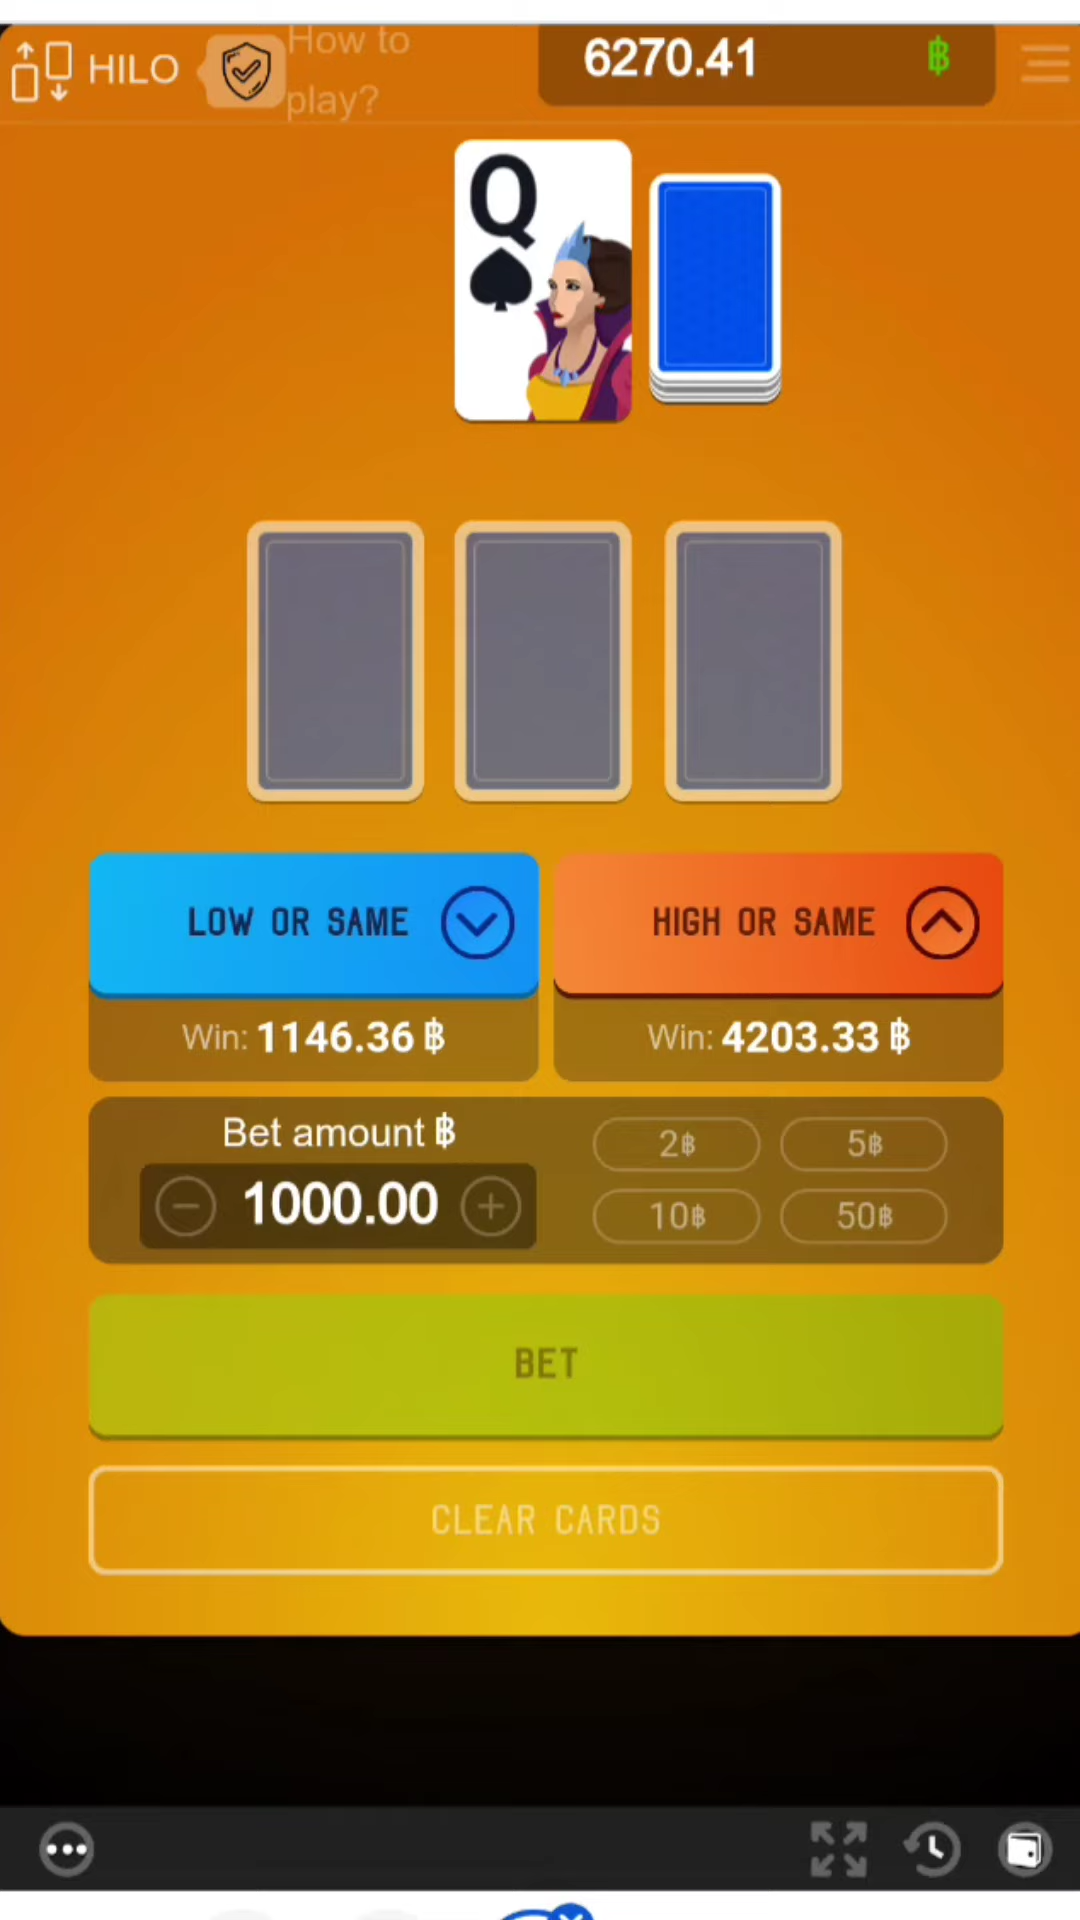 HILO
How to
play?
6270.41 ฿
Q
LOW OR SAME
HIGH OR SAME
Win: 1146.36 ฿
Win: 4203.33 ฿
Bet amount ฿
1000.00
2฿
5฿
10฿
50฿
BET
CLEAR CARDS